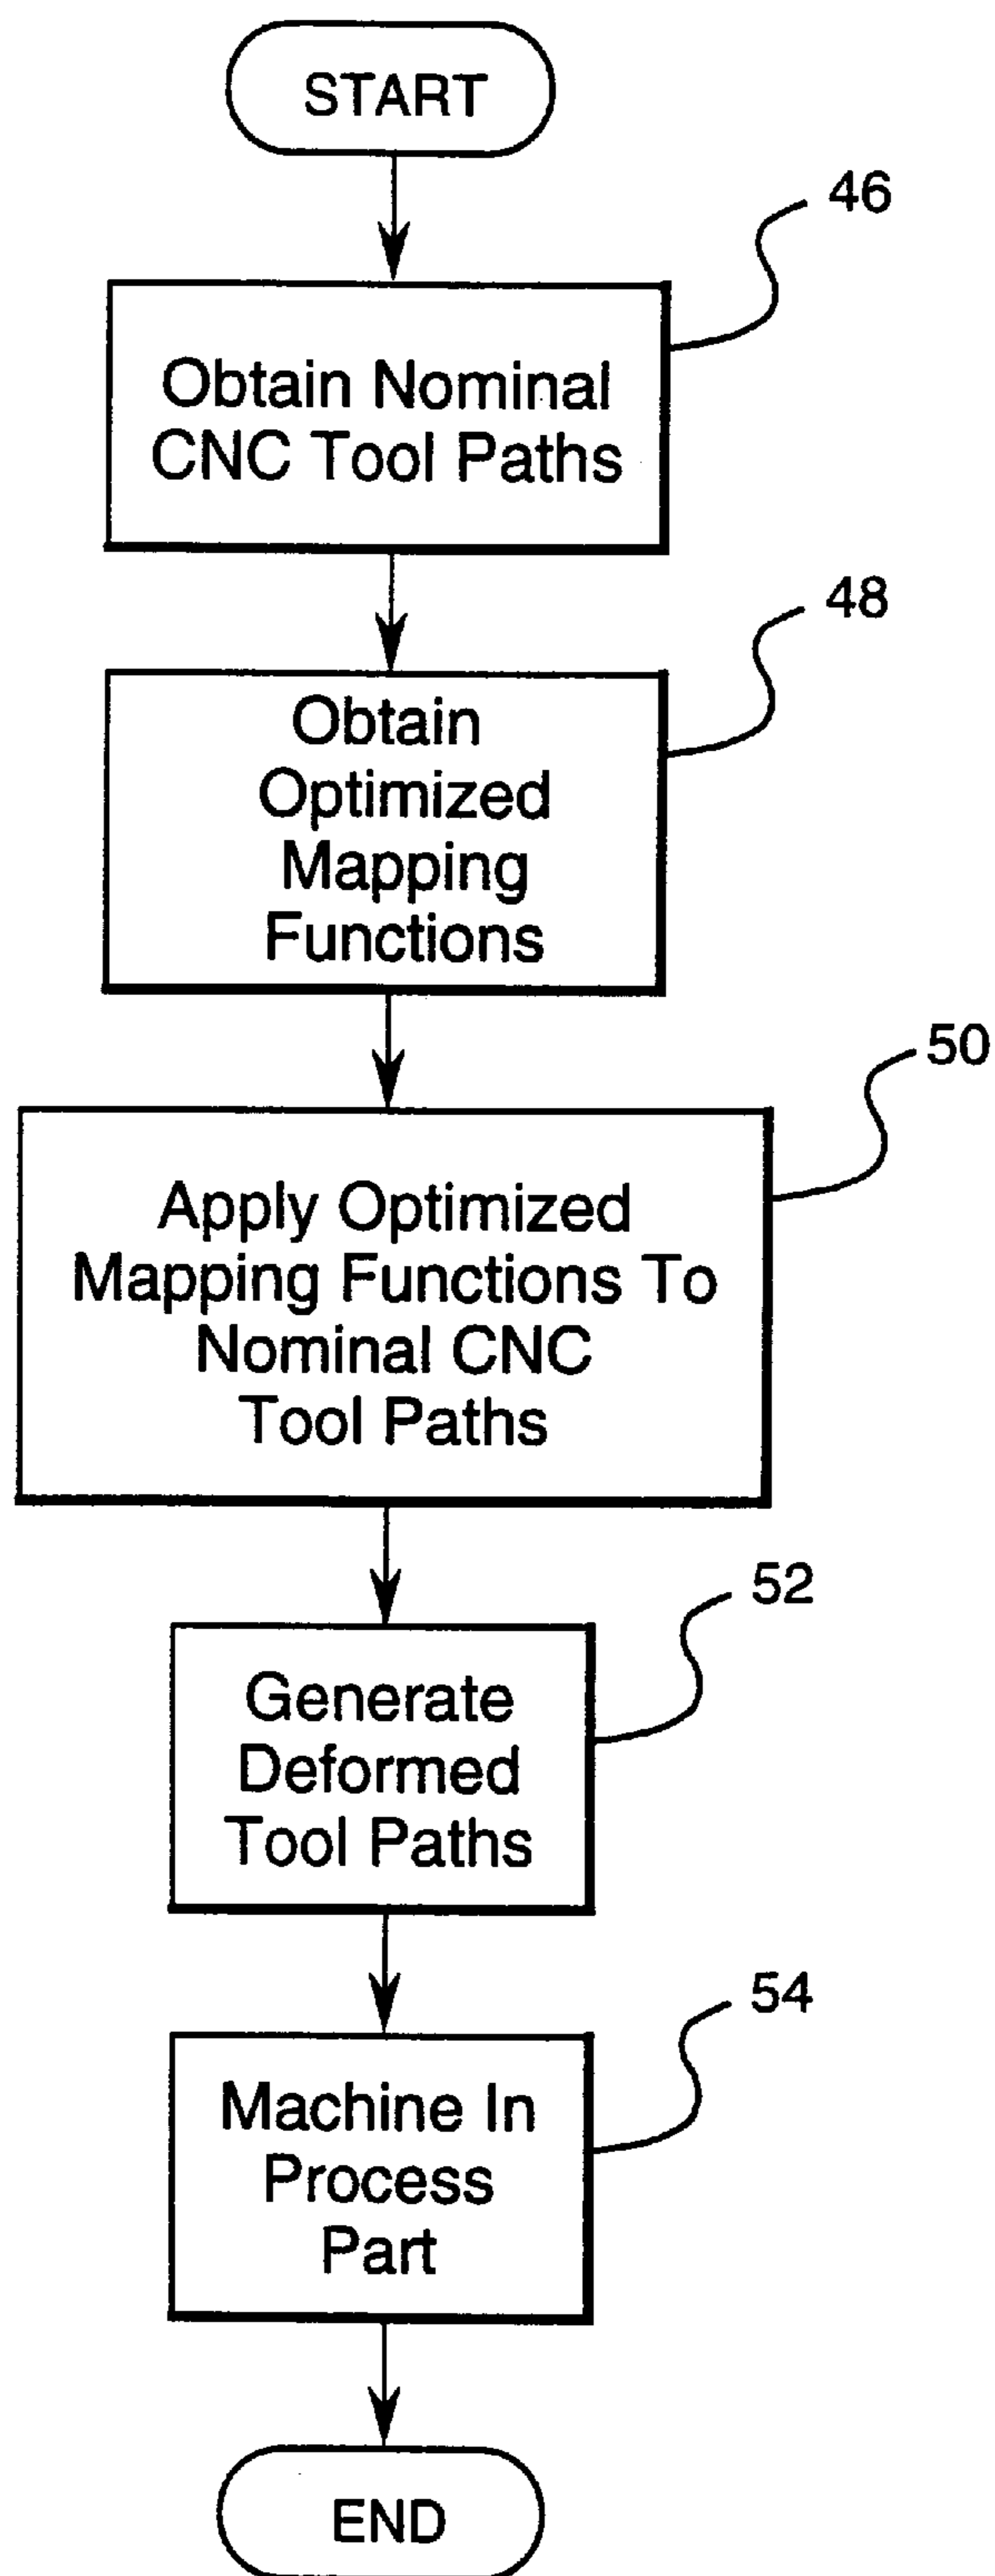 START
46
Obtain Nominal
CNC Tool Paths
48
Obtain
Optimized
Mapping
Functions
50
Apply Optimized
Mapping Functions To
Nominal CNC
Tool Paths
52
Generate
Deformed
Tool Paths
54
Machine In
Process
Part
END